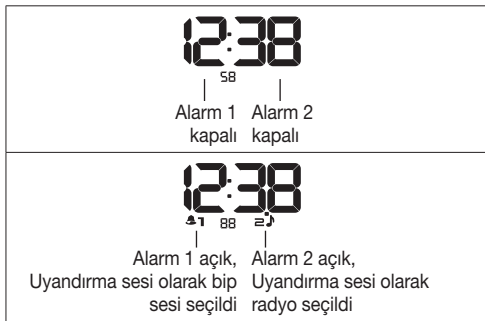 12:38
58
Alarm 1 Alarm 2
kapalı kapalı
12:38
1 88 2
Alarm 1 açık, Alarm 2 açık,
Uyandırma sesi olarak bip Uyandırma sesi olarak
sesi seçildi radyo seçildi